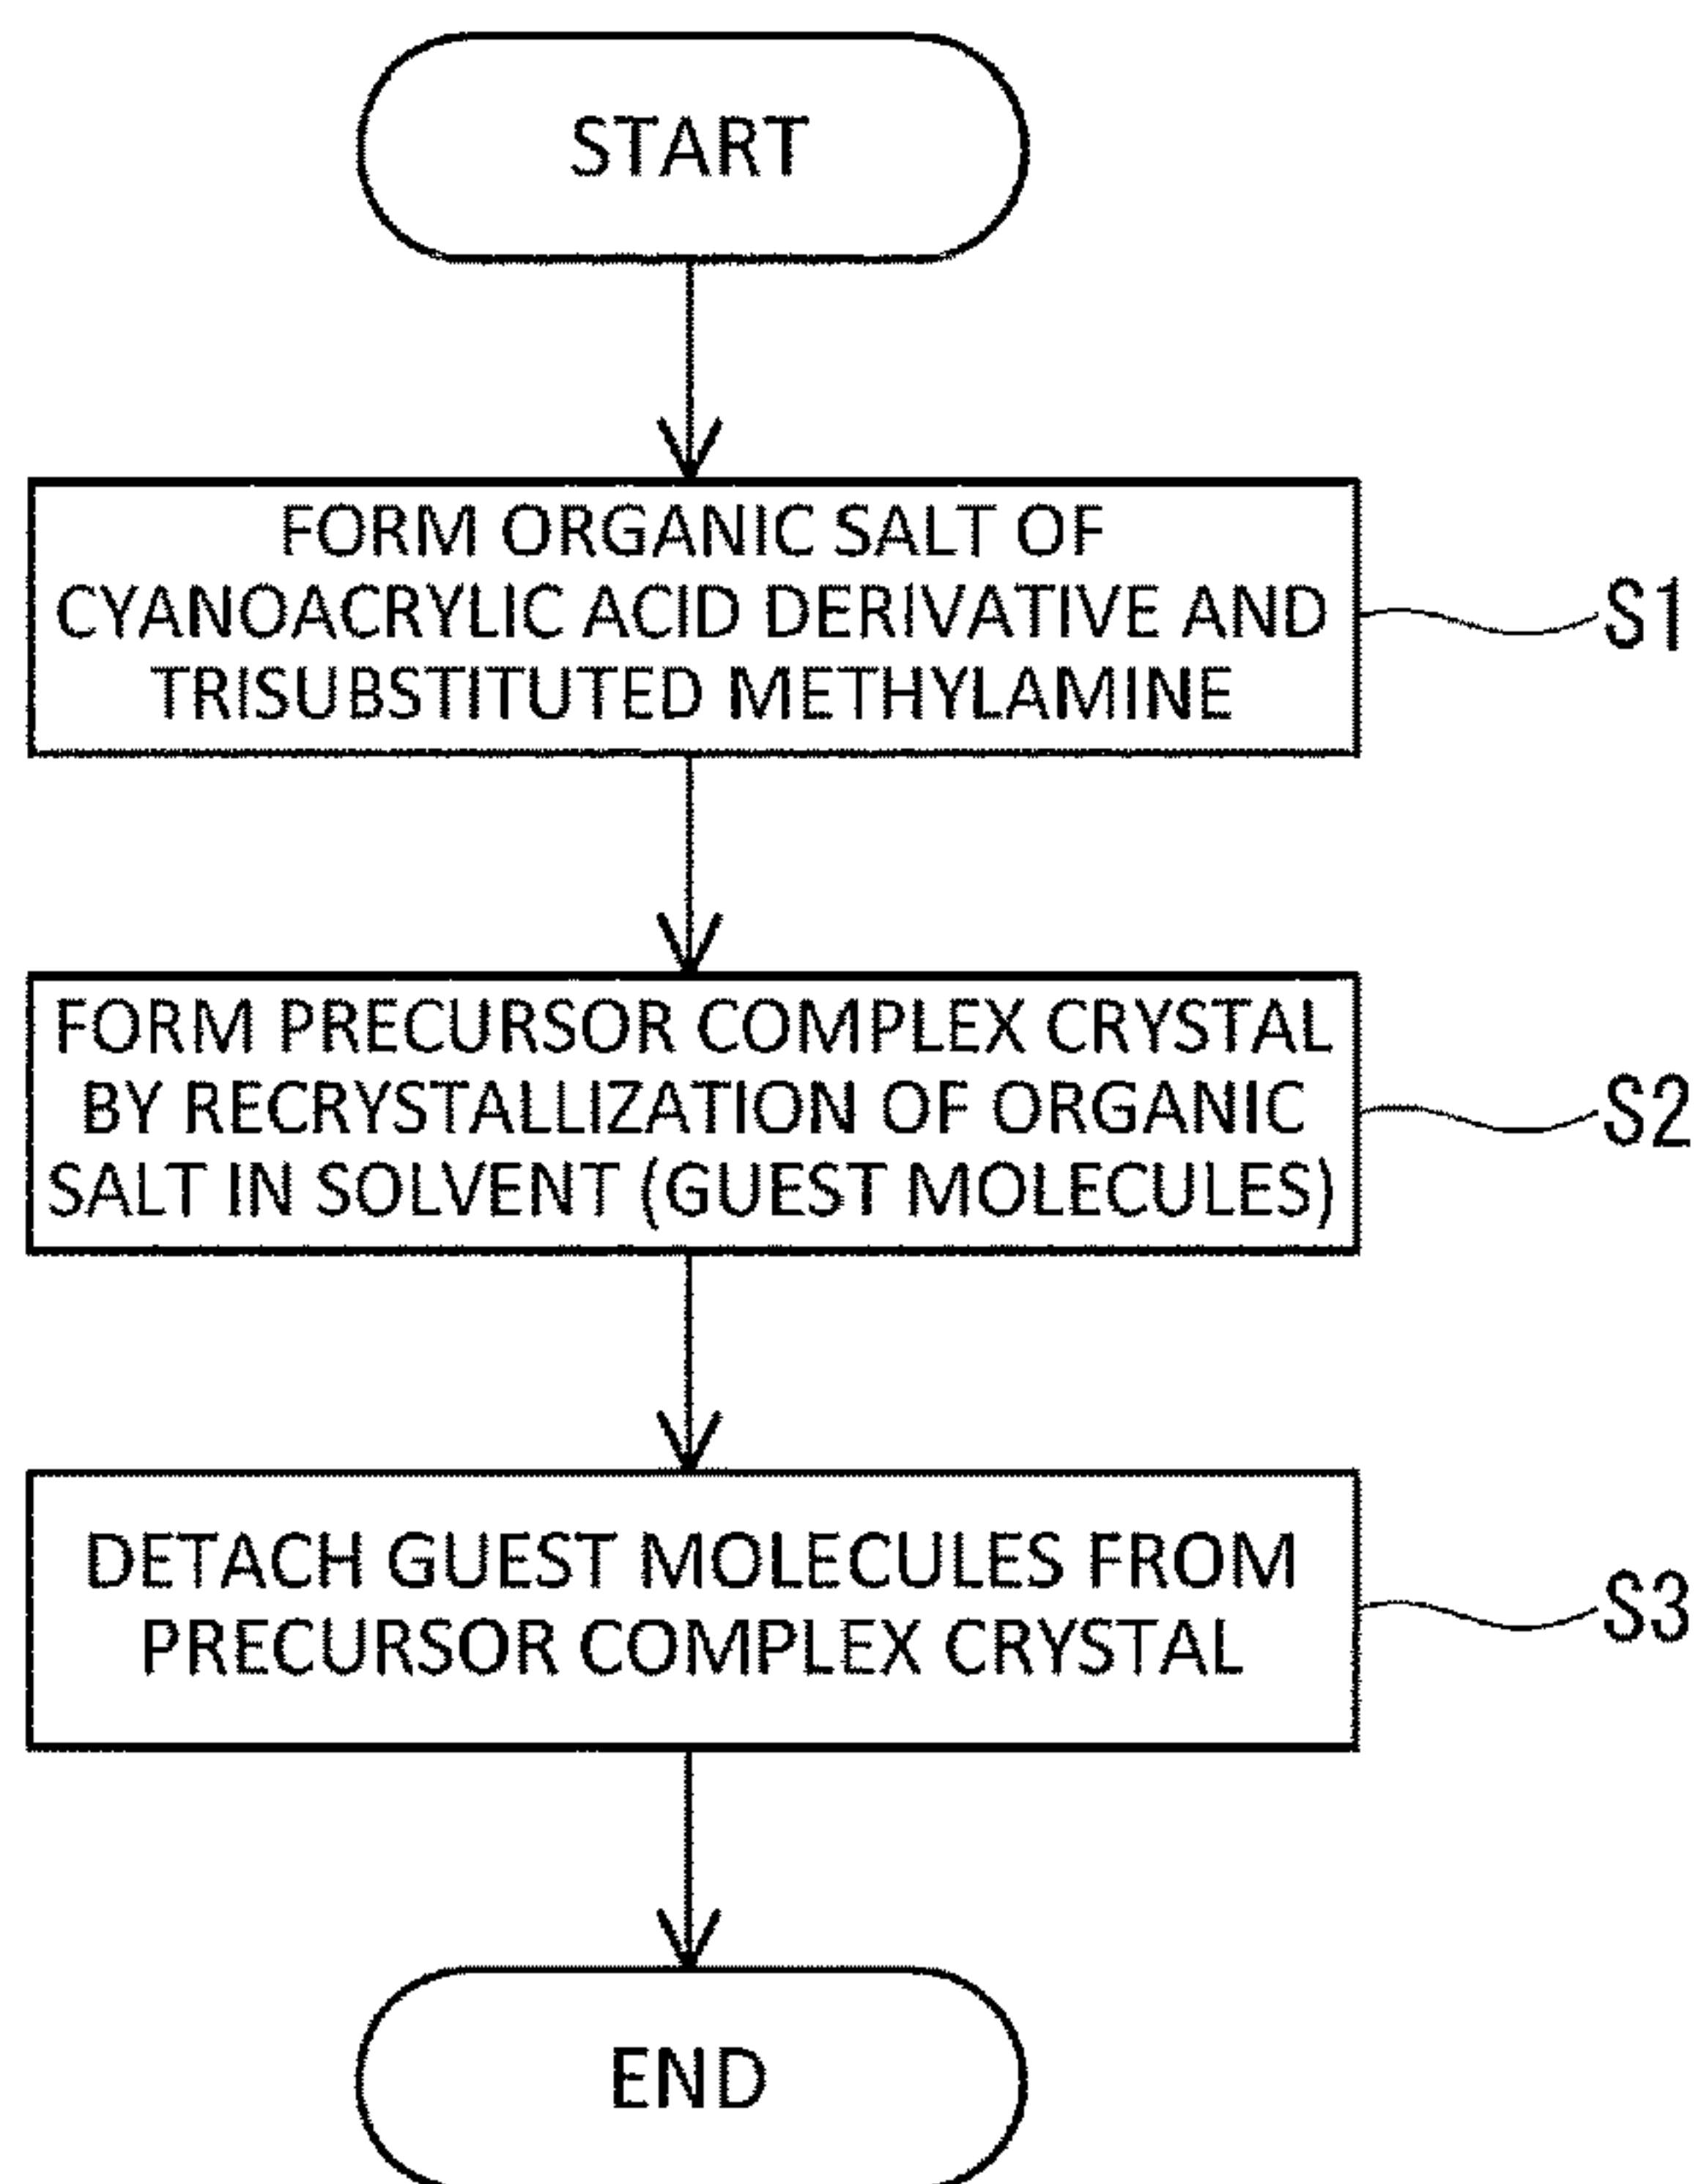 START
FORM ORGANIC SALT OF
CYANOACRYLIC ACID DERIVATIVE AND
TRISUBSTITUTED METHYLAMINE
S1
FORM PRECURSOR COMPLEX CRYSTAL
BY RECRYSTALLIZATION OF ORGANIC
SALT IN SOLVENT (GUEST MOLECULES)
S2
DETACH GUEST MOLECULES FROM
PRECURSOR COMPLEX CRYSTAL
S3
END